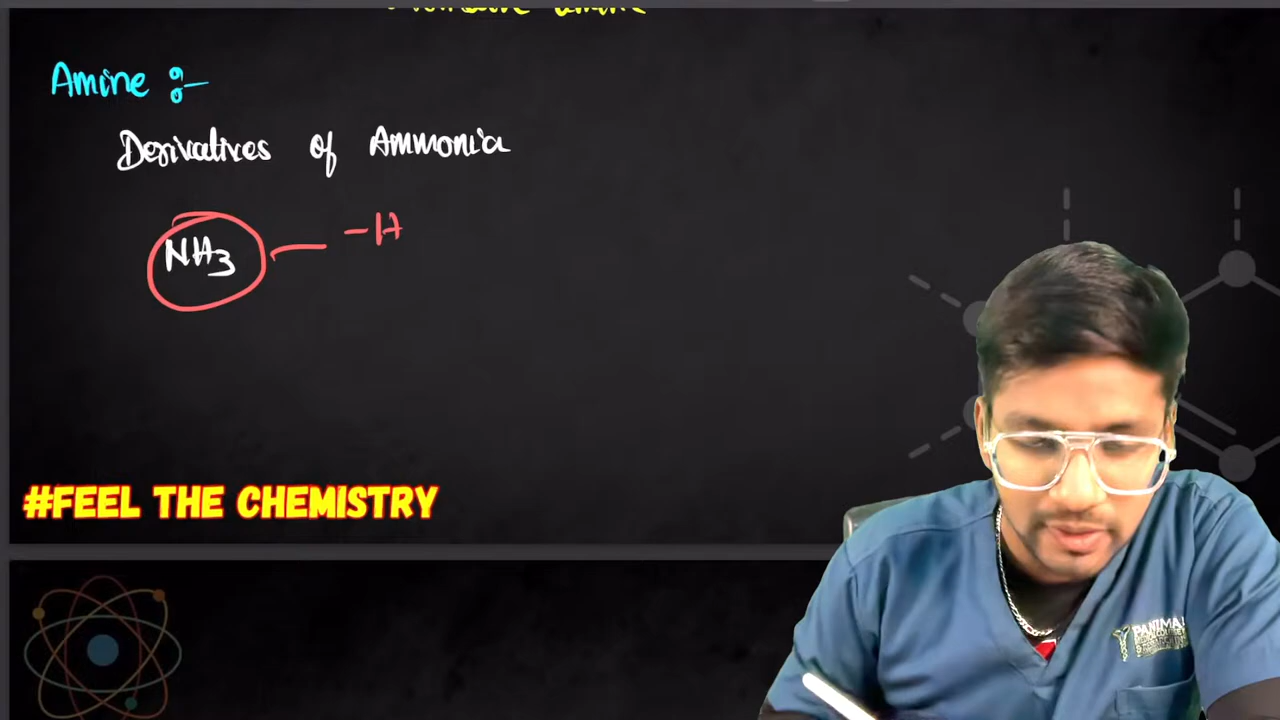 Amine :-
Derivatives of Ammonia
NH3 -H
#FEEL THE CHEMISTRY